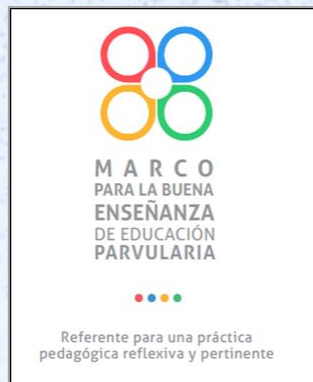 MARCO
PARA LA BUENA
ENSEÑANZA
DE EDUCACIÓN
PARVULARIA
Referente para una práctica
pedagógica reflexiva y pertinente